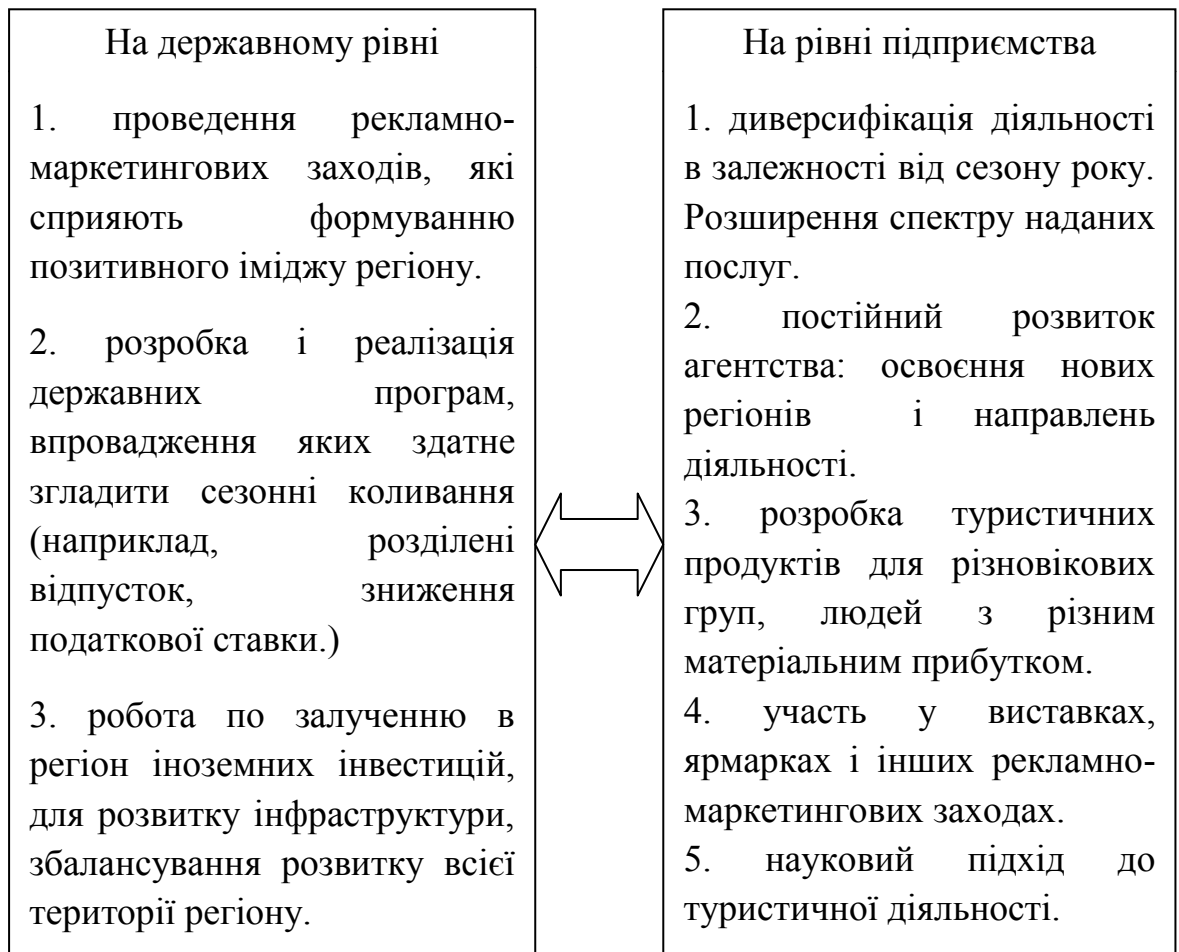 На державному рівні
1. проведення рекламно-
маркетингових заходів, які
сприяють формуванню
позитивного іміджу регіону.
2. розробка і реалізація
державних програм,
впровадження яких здатне
згладити сезонні коливання
(наприклад, розділені
відпусток, зниження
податкової ставки.)
3. робота по залученню в
регіон іноземних інвестицій,
для розвитку інфраструктури,
збалансування розвитку всієї
території регіону.
На рівні підприємства
1. диверсифікація діяльності
в залежності від сезону року.
Розширення спектру наданих
послуг.
2. постійний розвиток
агентства: освоєння нових
регіонів і направлень
діяльності.
3. розробка туристичних
продуктів для різновікових
груп, людей з різним
матеріальним прибутком.
4. участь у виставках,
ярмарках і інших рекламно-
маркетингових заходах.
5. науковий підхід до
туристичної діяльності.